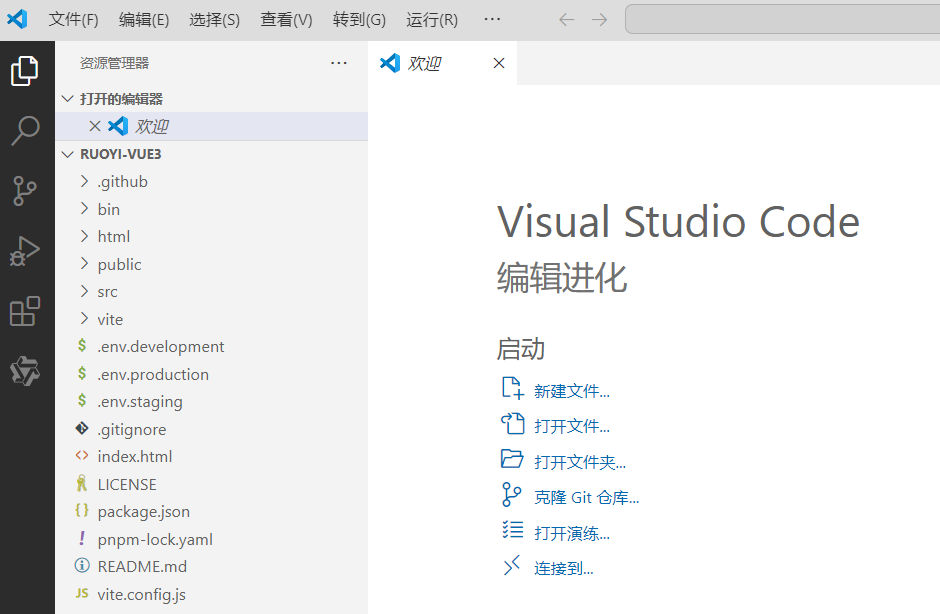 文件(F) 编辑(E) 选择(S) 查看(V) 转到(G) 运行(R) ···
资源管理器 ···
欢迎
打开的编辑器
欢迎
RUOYI-VUE3
.github
bin
html
public
src
vite
$ .env.development
$ .env.production
$ .env.staging
.gitignore
<> index.html
LICENSE
{} package.json
! pnpm-lock.yaml
README.md
JS vite.config.js
Visual Studio Code
编辑进化
启动
新建文件...
打开文件...
打开文件夹...
克隆 Git 仓库...
打开演练...
连接到...